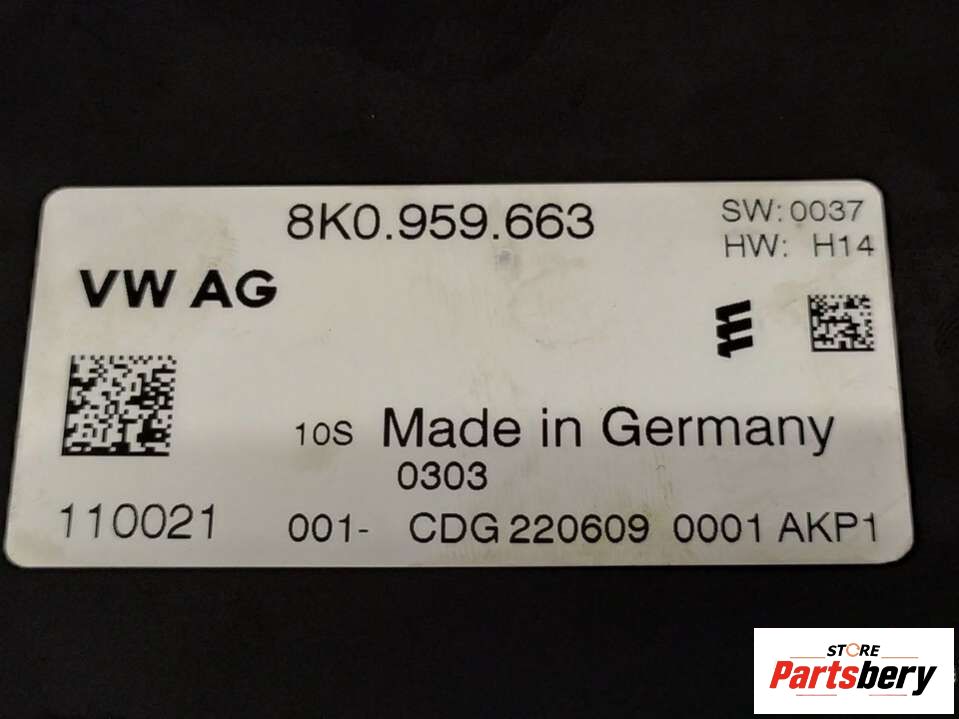 8K0.959.663
SW:0037
HW: H14
VW AG
10S Made in Germany
0303
110021
001- CDG 220609 0001 AKP1
STORE
Partsbery